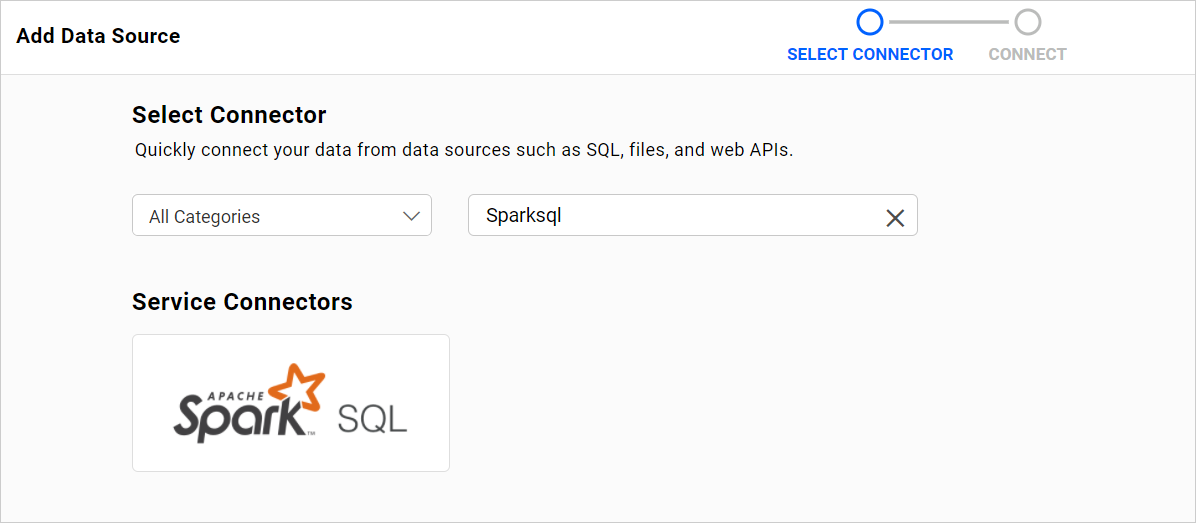 Add Data Source
SELECT CONNECTOR
CONNECT
Select Connector
Quickly connect your data from data sources such as SQL, files, and web APIs.
All Categories
Sparksql
Service Connectors
APACHE
Spark™ SQL